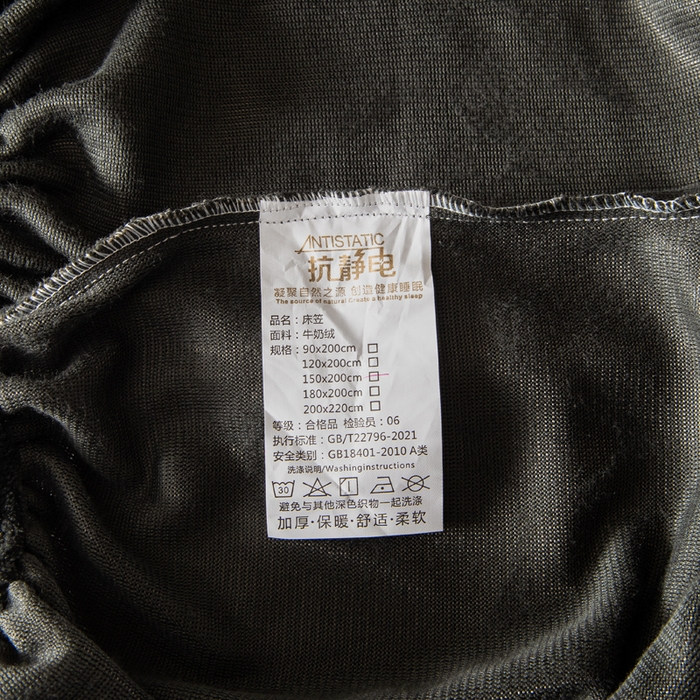 ANTISTATIC
抗静电
凝聚自然之源 创造健康睡眠
The source of natural Create a healthy sleep
品名：床笠
面料：牛奶绒
规格：90x200cm
120x200cm
150x200cm
180x200cm
200x220cm
等级：合格品 检验员：06
执行标准：GB/T22796-2021
安全类别：GB18401-2010 A类
洗涤说明/Washinginstructions
30
避免与其他深色织物一起洗涤
加厚·保暖·舒适·柔软